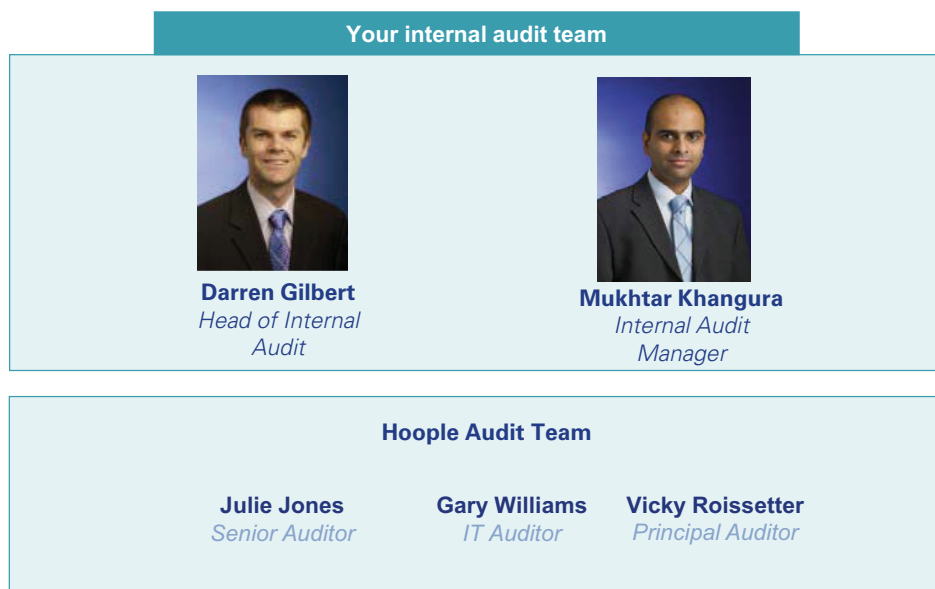 Your internal audit team
Darren Gilbert
Head of Internal
Audit
Mukhtar Khangura
Internal Audit
Manager
Hoople Audit Team
Julie Jones
Senior Auditor
Gary Williams
IT Auditor
Vicky Roissetter
Principal Auditor